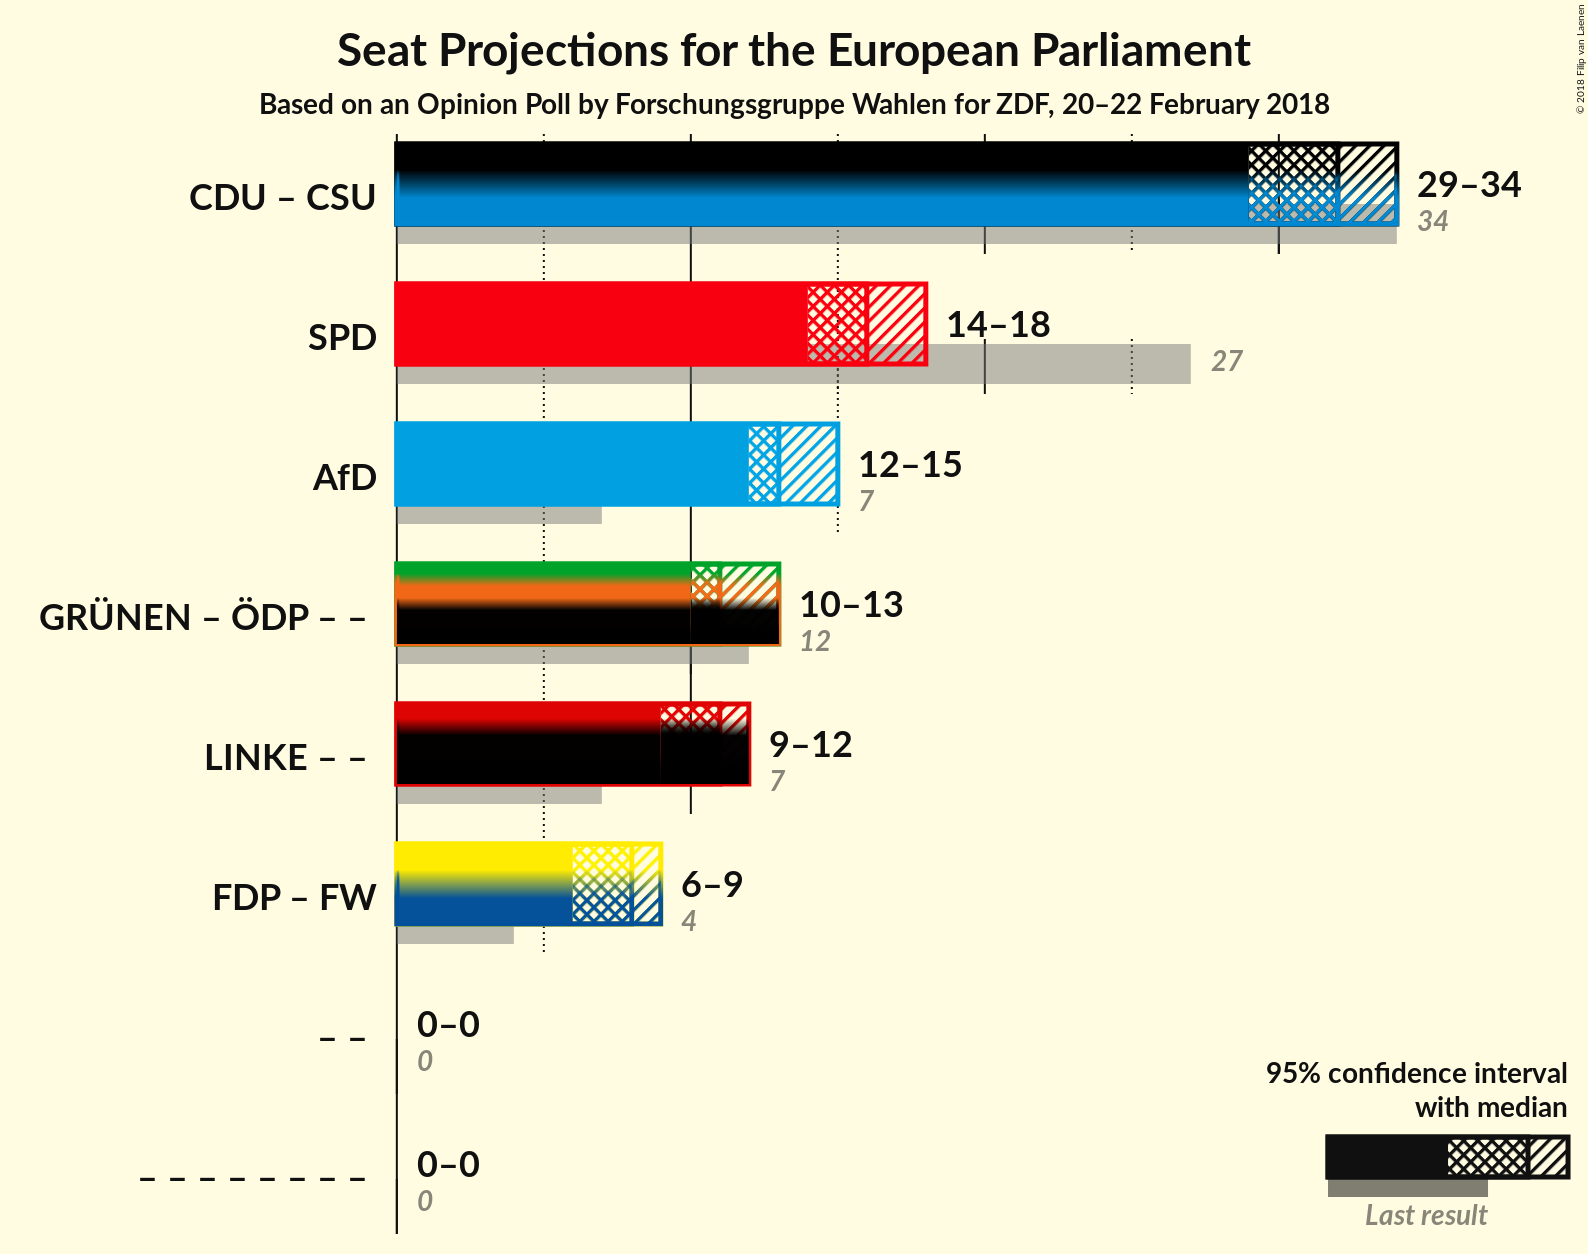 Seat Projections for the European Parliament
Based on an Opinion Poll by Forschungsgruppe Wahlen for ZDF, 20–22 February 2018
© 2018 Filip van Laenen
CDU – CSU
29–34
34
SPD
14–18
27
AfD
12–15
7
GRÜNEN – ÖDP – –
10–13
12
LINKE – –
9–12
7
FDP – FW
6–9
4
– –
0–0
0
– – – – – – – –
0–0
0
95% confidence interval
with median
Last result